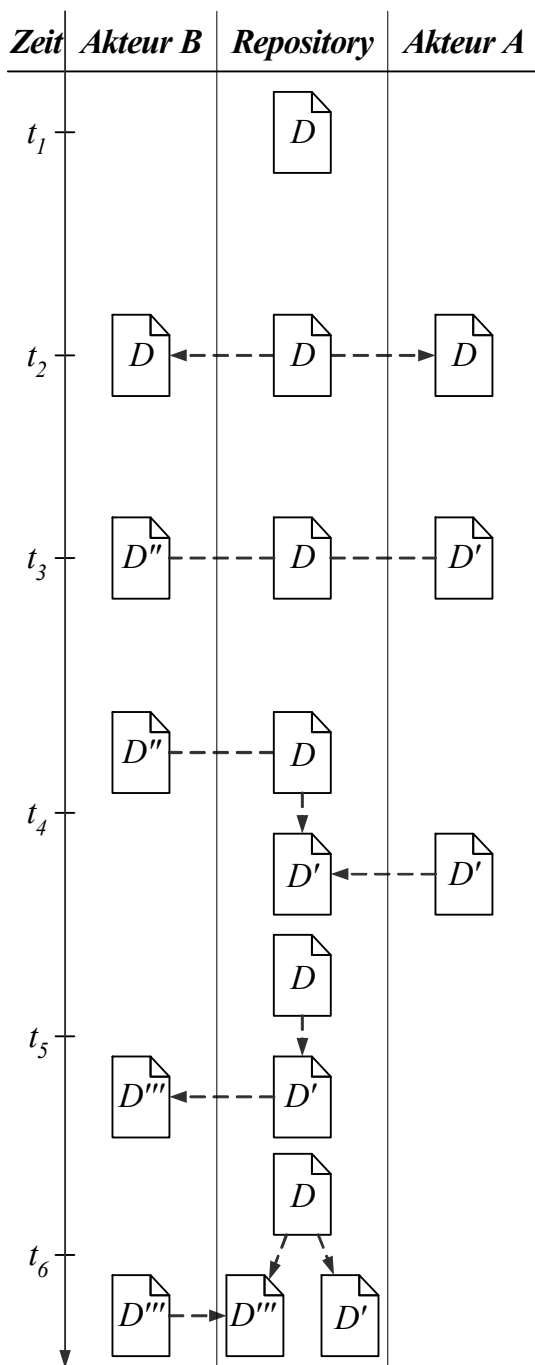 Zeit Akteur B Repository Akteur A
t1 D
t2 D D D
t3 D'' D D'
D'' D
t4
D' D'
D
t5
D''' D'
D
t6
D''' D''' D'